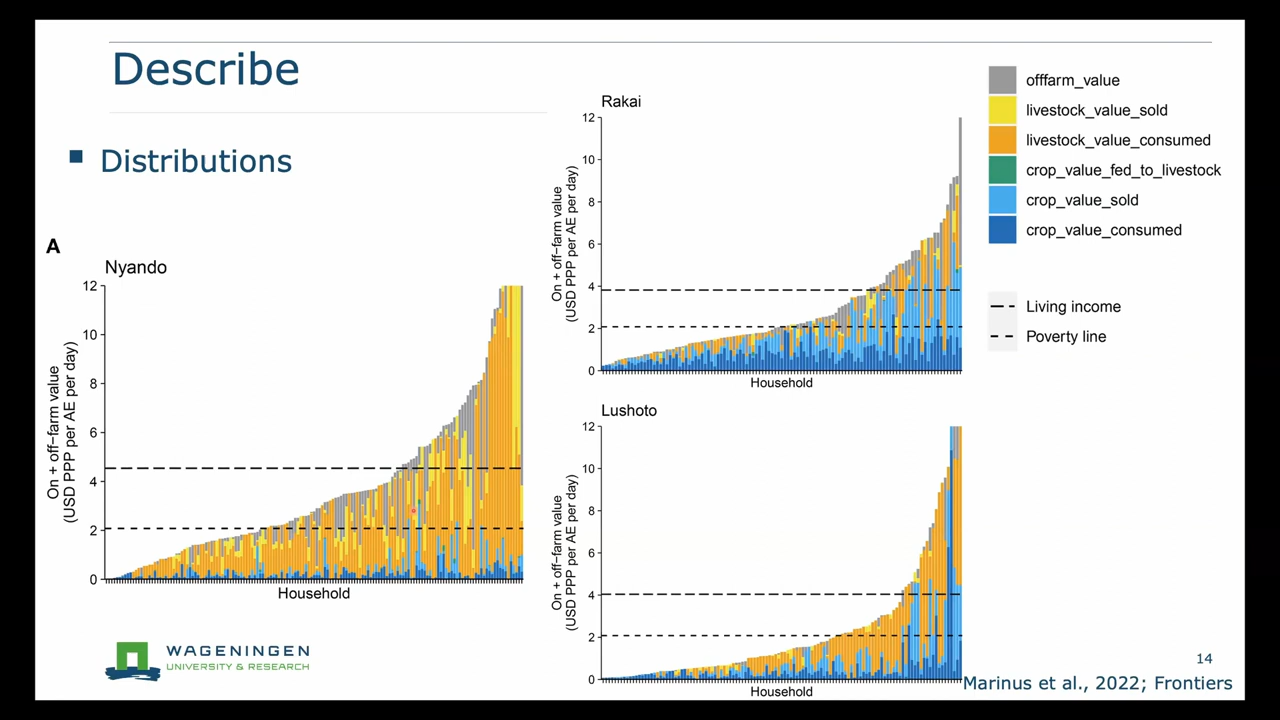 Describe
Distributions
A
Nyando
12
10
8
6
4
2
0
On + off−farm value
(USD PPP per AE per day)
Household
Rakai
12
10
8
6
4
2
0
On + off−farm value
(USD PPP per AE per day)
Household
Lushoto
12
10
8
6
4
2
0
On + off−farm value
(USD PPP per AE per day)
Household
offfarm_value
livestock_value_sold
livestock_value_consumed
crop_value_fed_to_livestock
crop_value_sold
crop_value_consumed
Living income
Poverty line
WAGENINGEN
UNIVERSITY & RESEARCH
14
Marinus et al., 2022; Frontiers